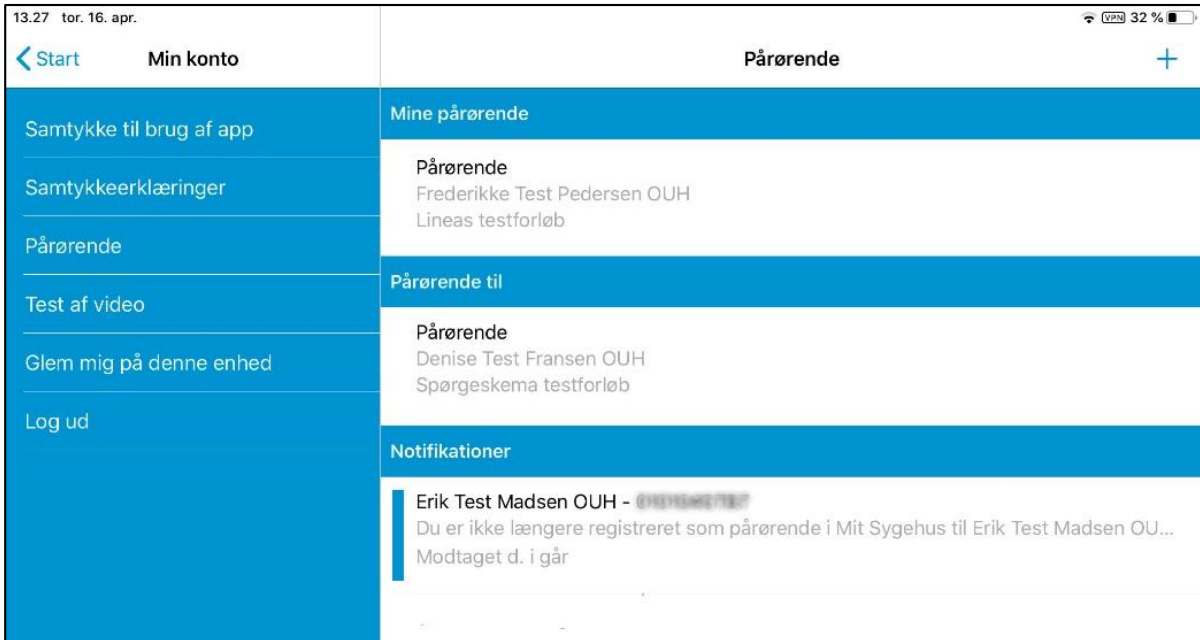 13.27 tor. 16. apr.
VPN 32 %
Start
Min konto
Pårørende
Samtykke til brug af app
Samtykkeerklæringer
Pårørende
Test af video
Glem mig på denne enhed
Log ud
Mine pårørende
Pårørende
Frederikke Test Pedersen OUH
Lineas testforløb
Pårørende til
Pårørende
Denise Test Fransen OUH
Spørgeskema testforløb
Notifikationer
Erik Test Madsen OUH -
Du er ikke længere registreret som pårørende i Mit Sygehus til Erik Test Madsen OU...
Modtaget d. i går